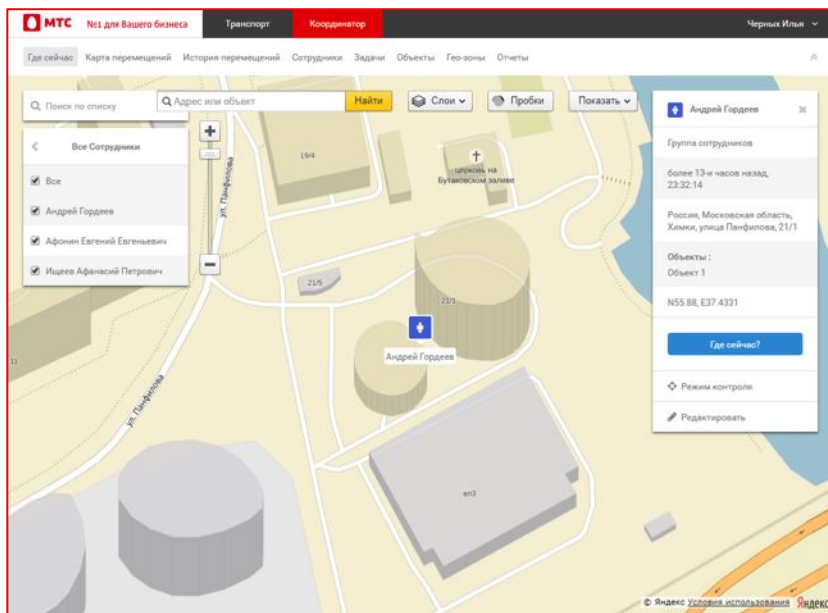 МТС №1 для Вашего бизнеса Транспорт Координатор Черных Илья
Где сейчас Карта перемещений История перемещений Сотрудники Задачи Объекты Гео-зоны Отчеты
Поиск по списку
Адрес или объект Найти Слои Пробки Показать
Все Сотрудники
Все
Андрей Гордеев
Афонин Евгений Евгеньевич
Ищеев Афанасий Петрович
ул. Панфилова
19/4
церковь на
Бутаковском заливе
21/5
21/1
Андрей Гордеев
11
ул. Панфилова
вл3
Андрей Гордеев
Группа сотрудников
более 13-и часов назад,
23:32:14
Россия, Московская область,
Химки, улица Панфилова, 21/1
Объекты :
Объект 1
N55.88, E37.4331
Где сейчас?
Режим контроля
Редактировать
© Яндекс Условия использования Яндекс